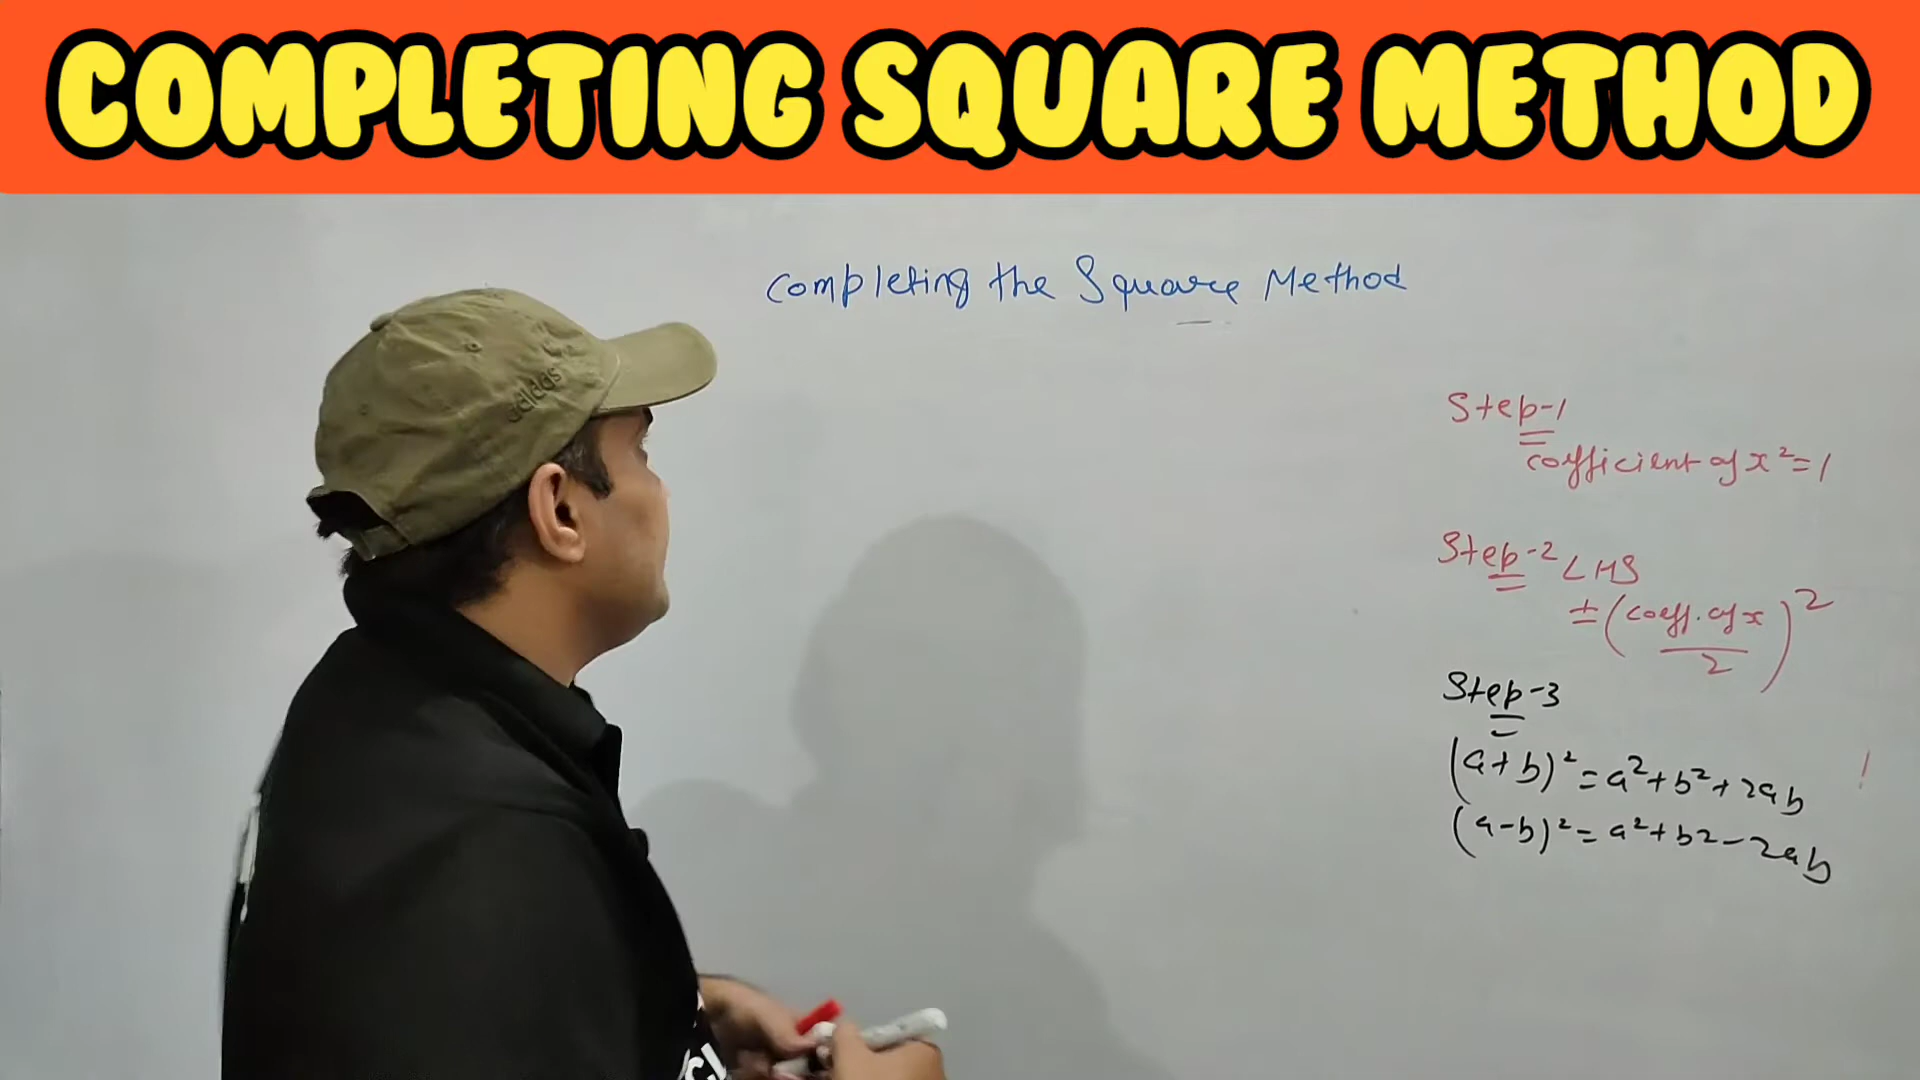 COMPLETING SQUARE METHOD
Completing the Square Method
adidas
Step-1
coefficient of x² = 1
Step-2 LHS
± (coeff. of x / 2)²
Step-3
(a+b)² = a²+b²+2ab
(a-b)² = a²+b2-2ab